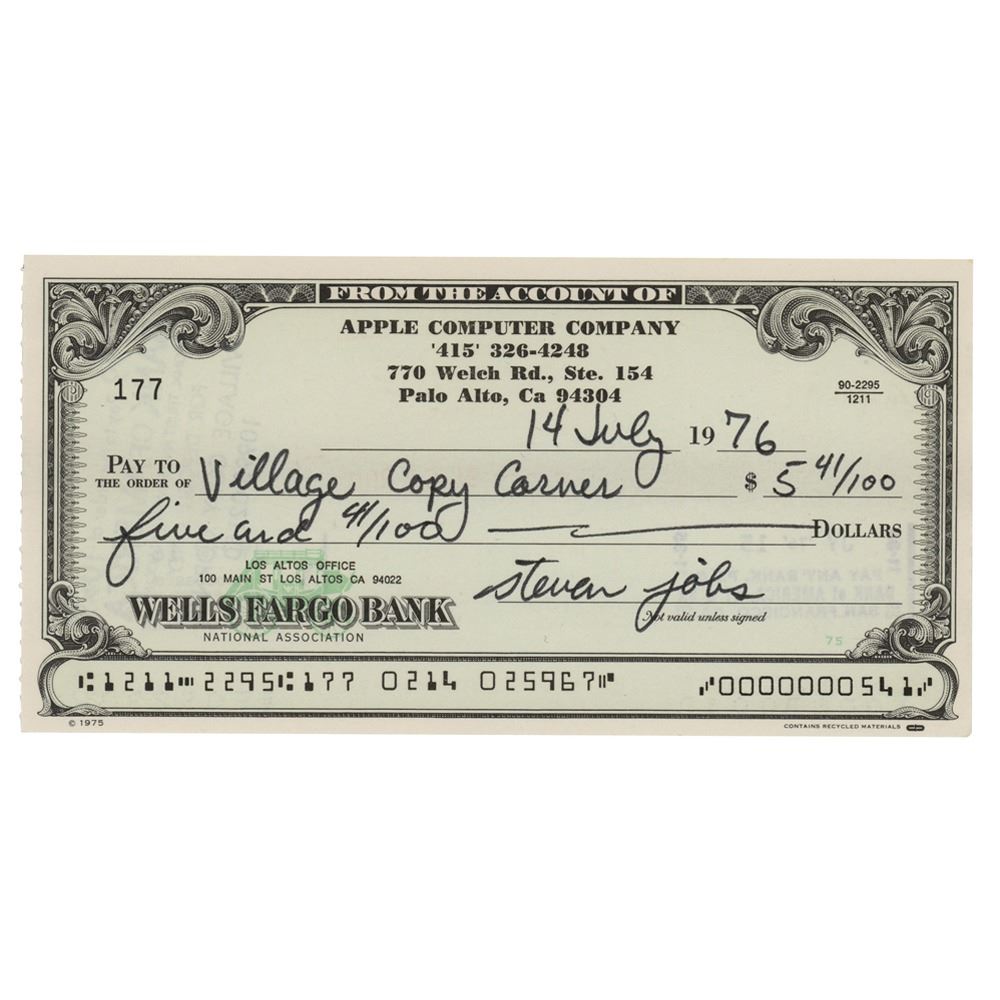 FROM THE ACCOUNT OF
APPLE COMPUTER COMPANY
'415' 326-4248
770 Welch Rd., Ste. 154
Palo Alto, Ca 94304
177
90-2295
1211
14 July 1976
PAY TO
THE ORDER OF Village Copy Corner $ 5 41/100
five and 41/100 DOLLARS
LOS ALTOS OFFICE
100 MAIN ST LOS ALTOS CA 94022
WELLS FARGO BANK
NATIONAL ASSOCIATION
steven jobs
Not valid unless signed
75
⑆1211⑉2295⑆177 0214 025967⑈ ⑇0000000541⑇
© 1975
CONTAINS RECYCLED MATERIALS